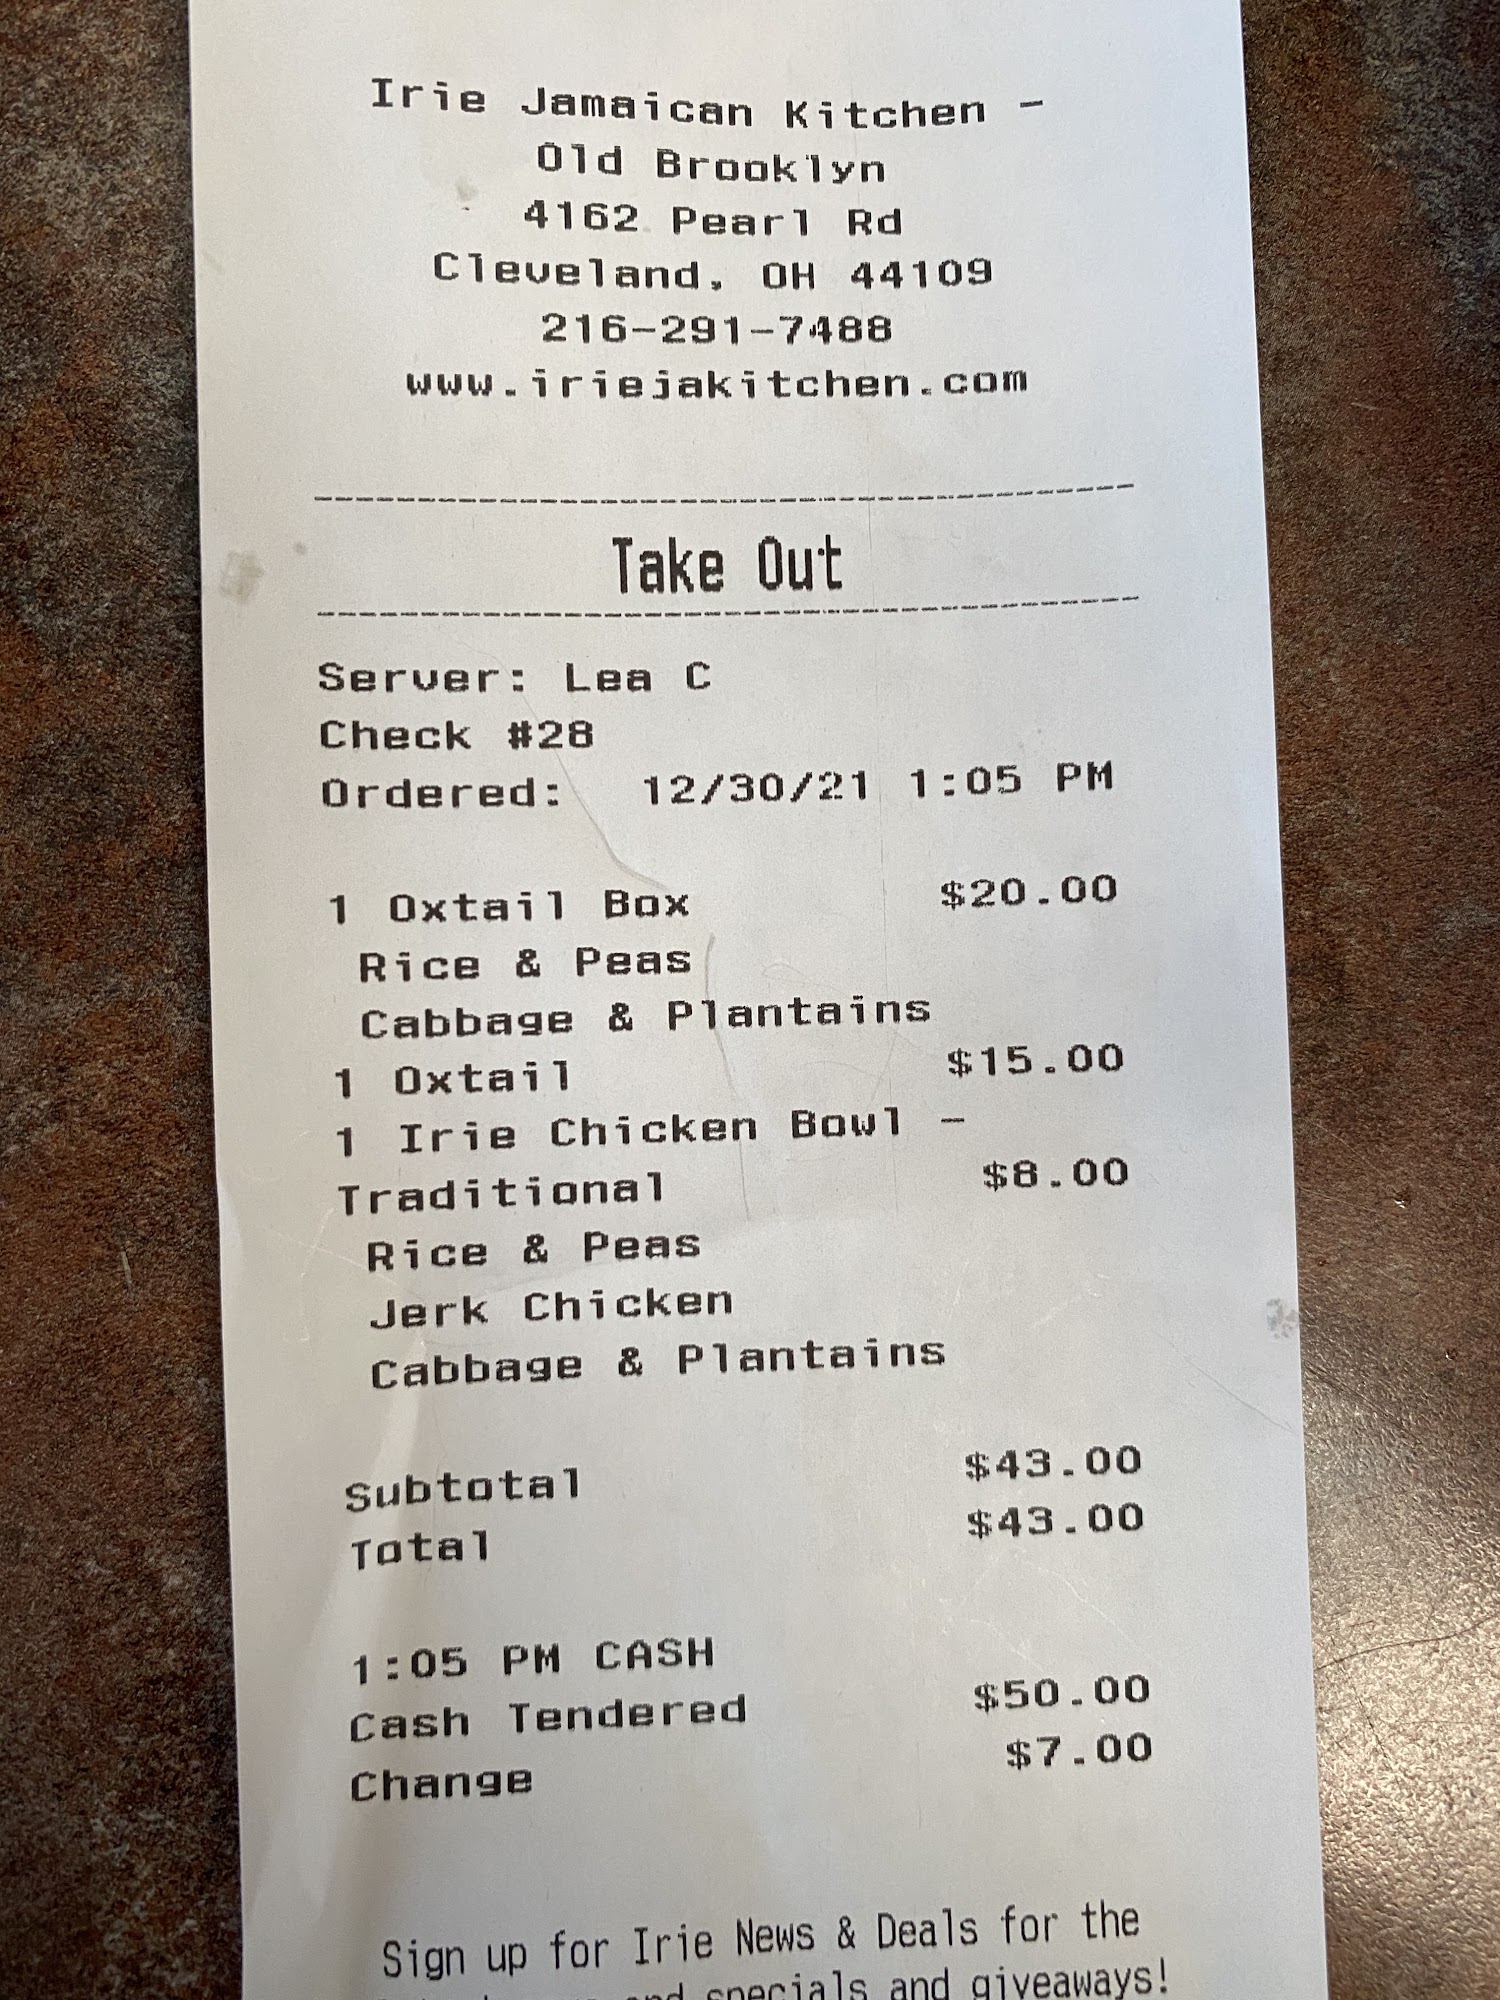 Irie Jamaican Kitchen -
Old Brooklyn
4162 Pearl Rd
Cleveland, OH 44109
216-291-7488
www.iriejakitchen.com
Take Out
Server: Lea C
Check #28
Ordered: 12/30/21 1:05 PM
1 Oxtail Box $20.00
Rice & Peas
Cabbage & Plantains
1 Oxtail $15.00
1 Irie Chicken Bowl -
Traditional $8.00
Rice & Peas
Jerk Chicken
Cabbage & Plantains
Subtotal $43.00
Total $43.00
1:05 PM CASH
Cash Tendered $50.00
Change $7.00
Sign up for Irie News & Deals for the
and specials and giveaways!